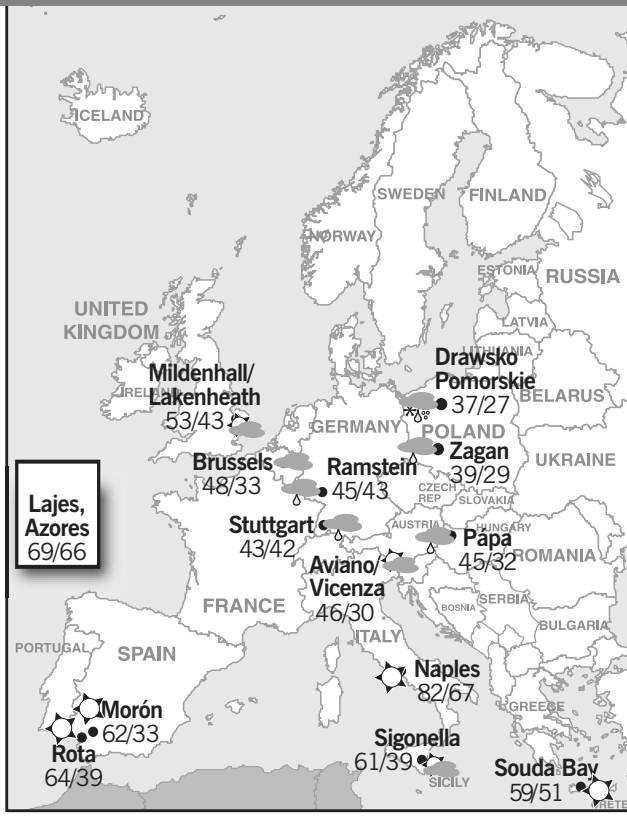 ICELAND
SWEDEN
FINLAND
NORWAY
ESTONIA
RUSSIA
LATVIA
LITHUANIA
UNITED
KINGDOM
IRELAND
Mildenhall/
Lakenheath
53/43
Drawsko
Pomorskie
37/27
BELARUS
GERMANY
POLAND
Zagan
39/29
UKRAINE
Brussels
48/33
Ramstein
45/43
CZECH
REP
SLOVAKIA
Lajes,
Azores
69/66
Stuttgart
43/42
AUSTRIA
HUNGARY
Pápa
45/32
ROMANIA
Aviano/
Vicenza
46/30
FRANCE
BOSNIA
SERBIA
BULGARIA
ITALY
PORTUGAL
SPAIN
Naples
82/67
GREECE
Morón
62/33
Rota
64/39
Sigonella
61/39
SICILY
Souda Bay
59/51
CRETE